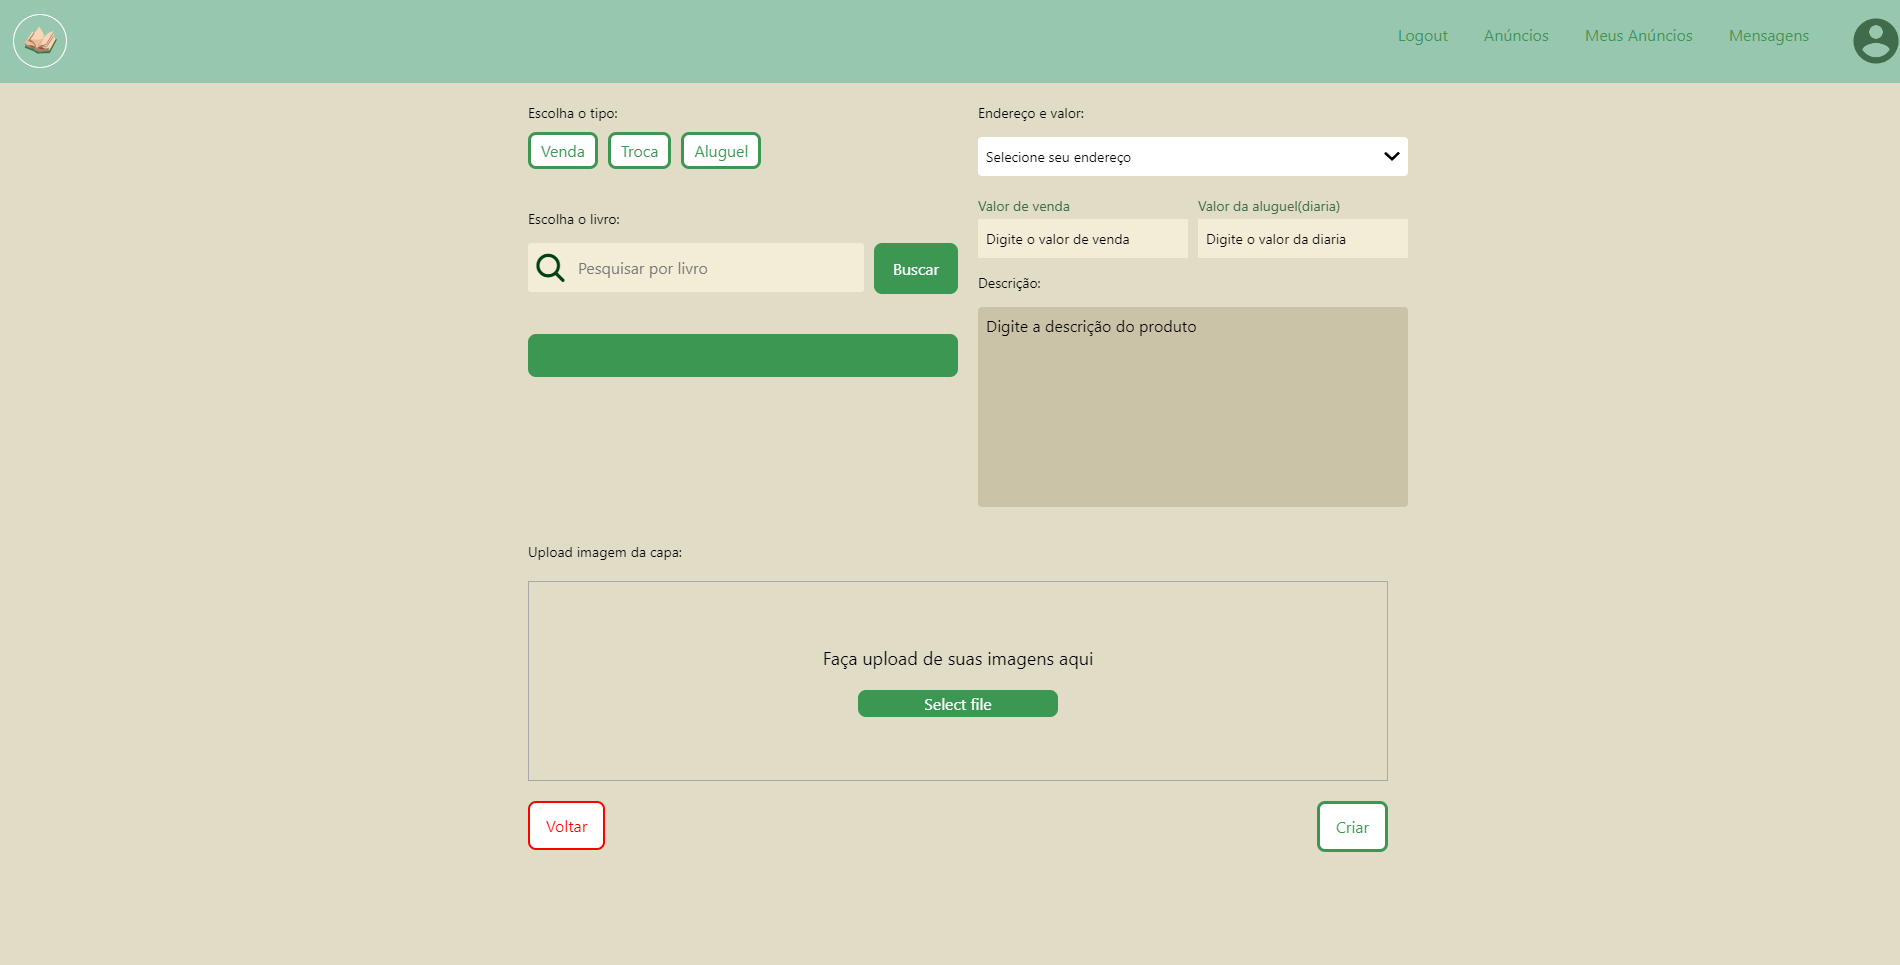 Logout Anúncios Meus Anúncios Mensagens
Escolha o tipo:
Venda Troca Aluguel
Escolha o livro:
Pesquisar por livro Buscar
Endereço e valor:
Selecione seu endereço
Valor de venda Valor da aluguel(diaria)
Digite o valor de venda Digite o valor da diaria
Descrição:
Digite a descrição do produto
Upload imagem da capa:
Faça upload de suas imagens aqui
Select file
Voltar Criar